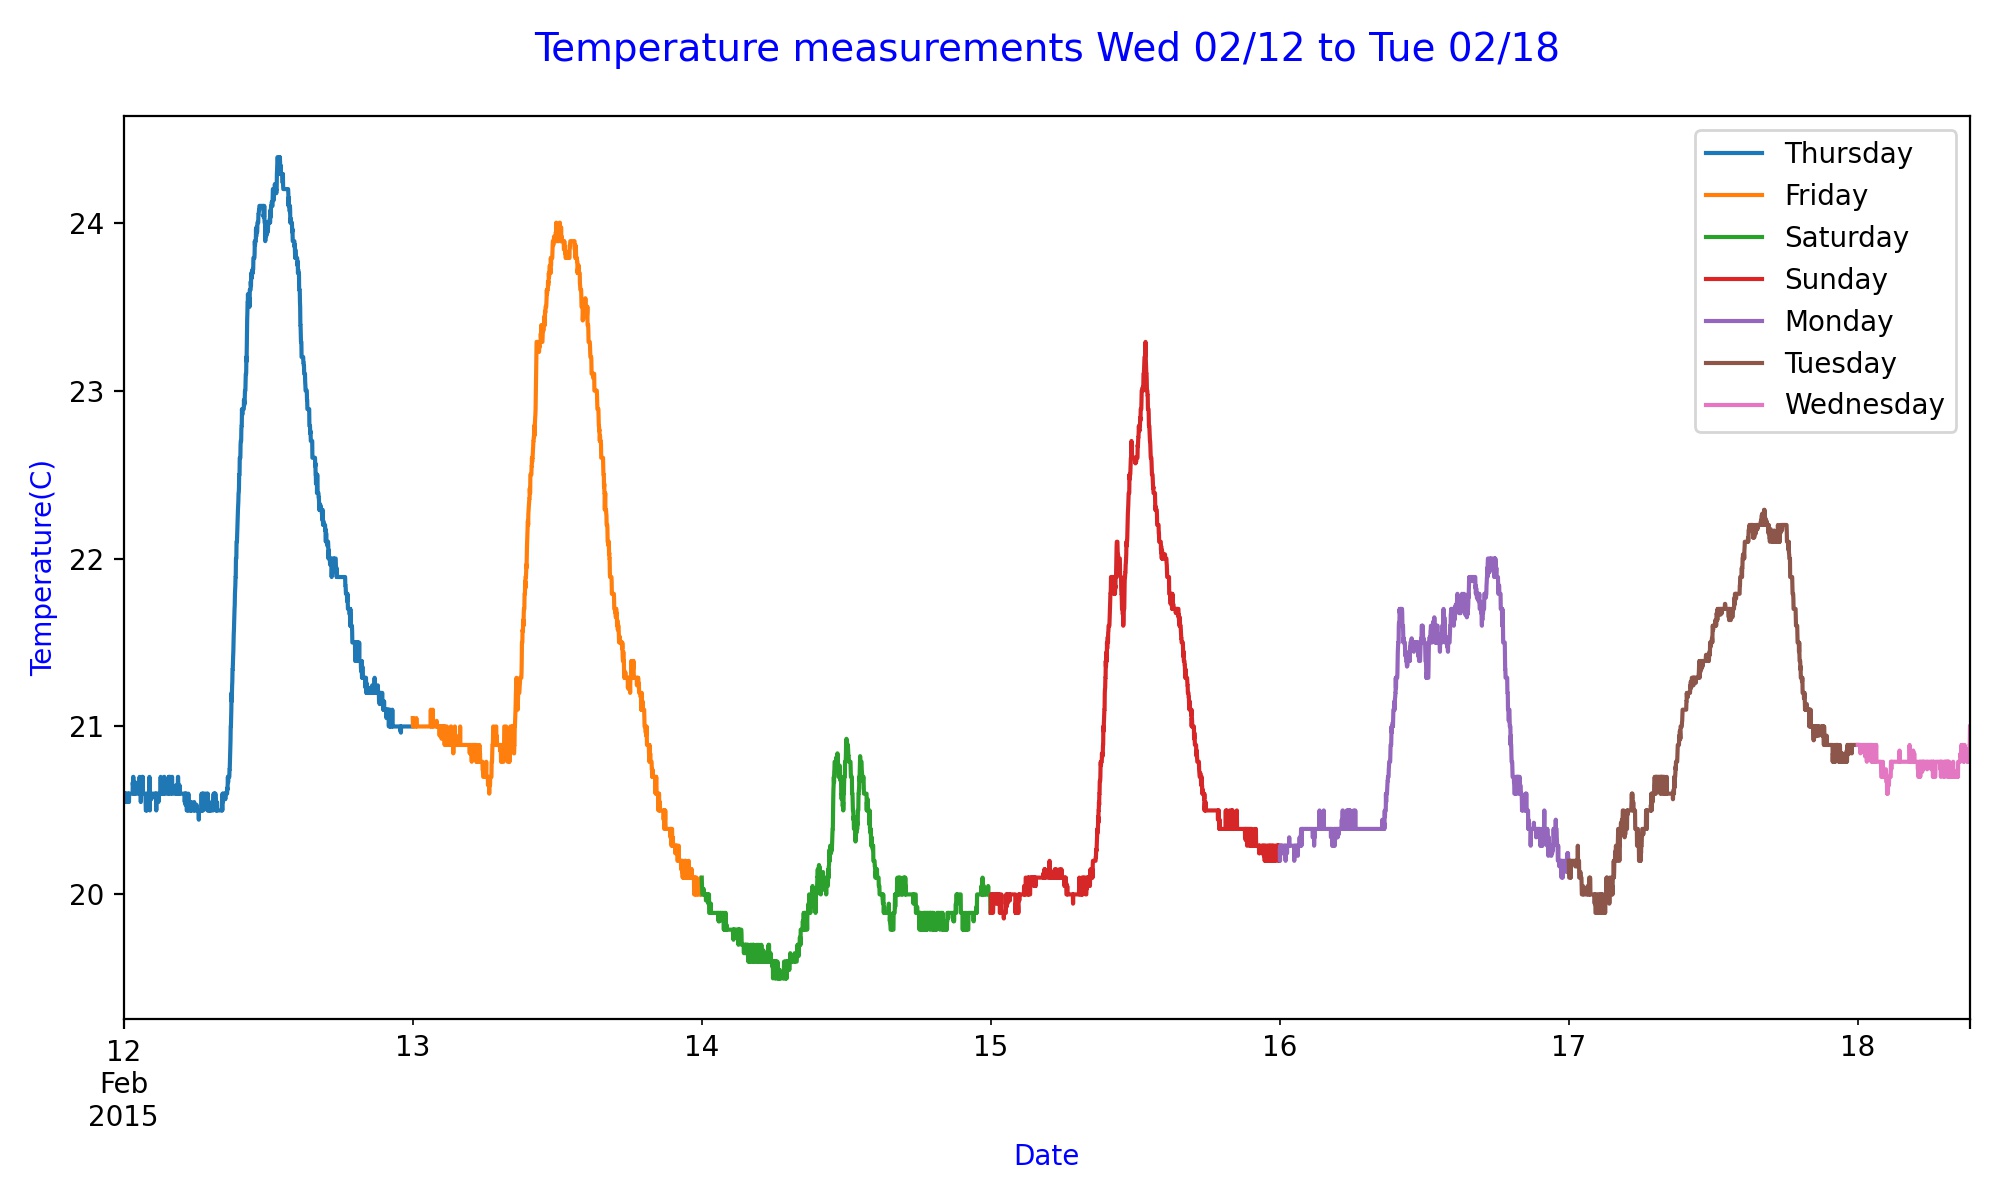 Temperature measurements Wed 02/12 to Tue 02/18
Thursday
Friday
Saturday
Sunday
Monday
Tuesday
Wednesday
24
23
22
21
20
Temperature(C)
12
Feb
2015
13
14
15
16
17
18
Date